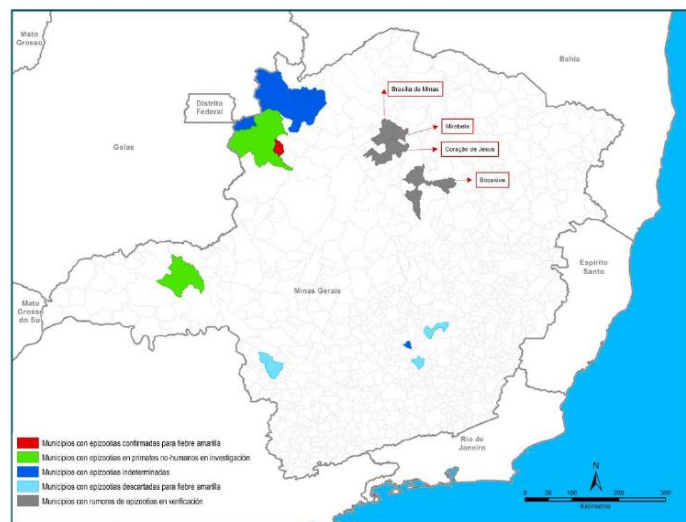 Mato
Grosso
Bahia
Distrito
Federal
Goias
Brasília de Minas
Mirabela
Coração de Jesus
Bocaiúva
Espírito
Santo
Minas Gerais
Mato
Grosso
do Sul
Rio de
Janeiro
Municipios con epizootias confirmadas para fiebre amarilla
Municipios con epizootias en primates no-humanos en investigación
Municipios con epizootias indeterminadas
Municipios con epizootias descartadas para fiebre amarilla
Municipios con rumores de epizootias en verificación
N
0 50 100 200 300
Kilómetros